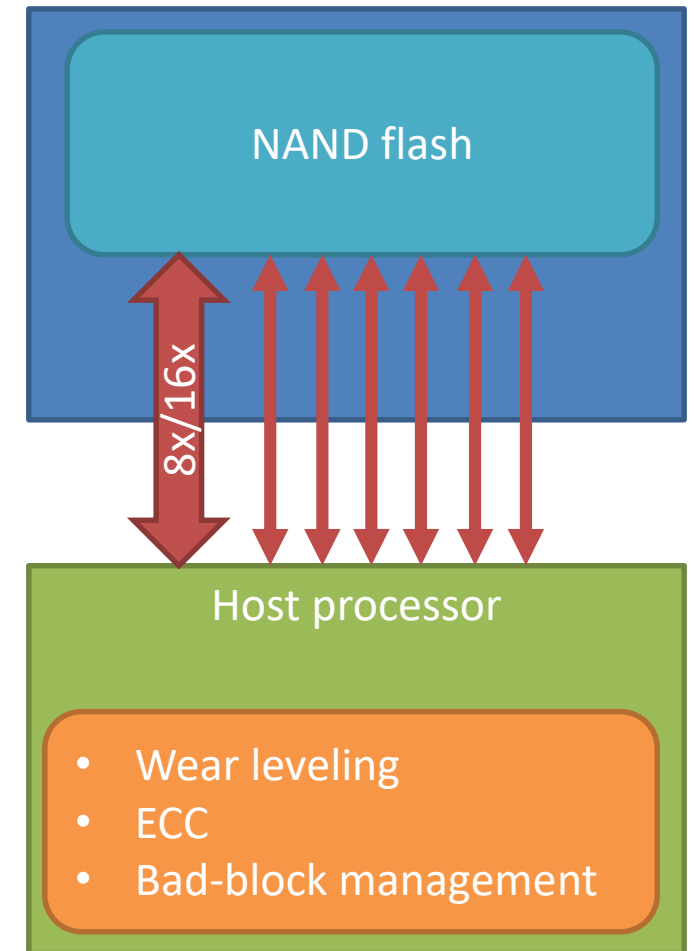 NAND flash
8x/16x
Host processor
• Wear leveling
• ECC
• Bad-block management